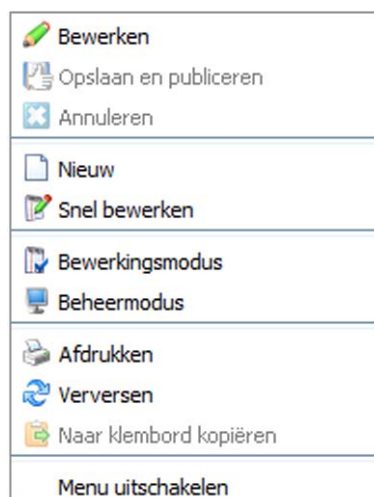 Bewerken
Opslaan en publiceren
Annuleren
Nieuw
Snel bewerken
Bewerkingsmodus
Beheermodus
Afdrukken
Verversen
Naar klembord kopiëren
Menu uitschakelen